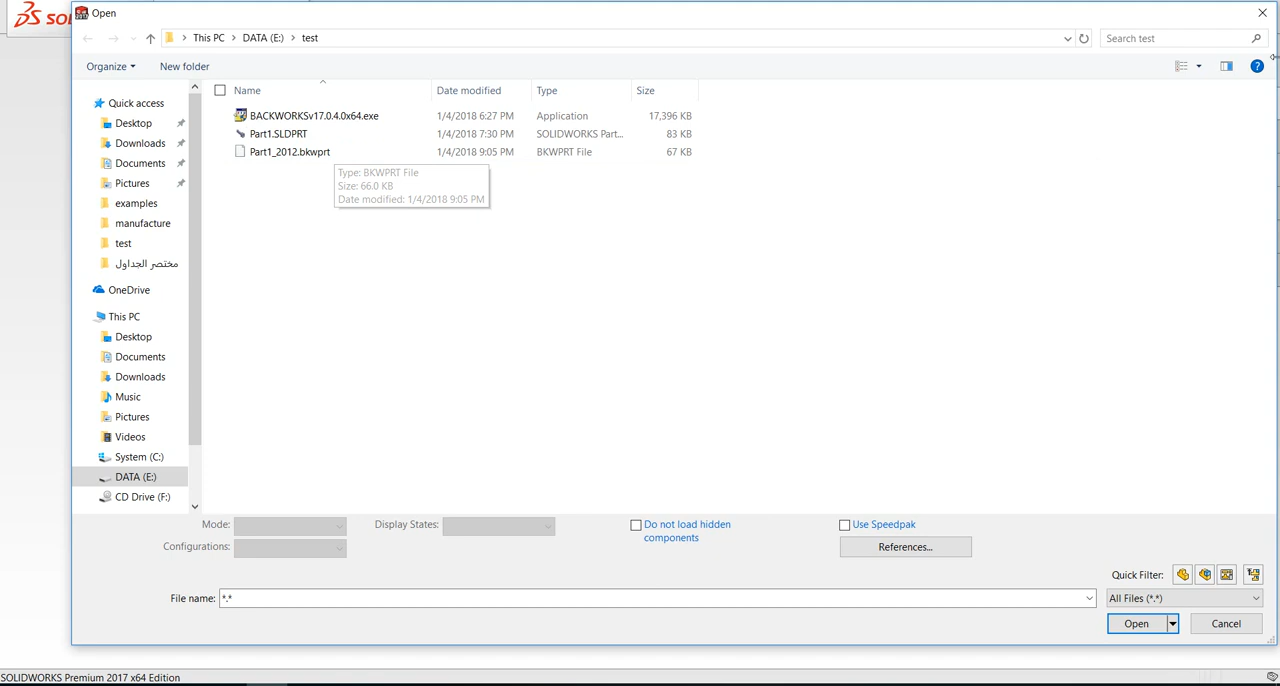 SO
2017
Open
This PC > DATA (E:) > test
Search test
Organize
New folder
?
Name
Date modified
Type
Size
BACKWORKSv17.0.4.0x64.exe 1/4/2018 6:27 PM Application 17,396 KB
Part1.SLDPRT 1/4/2018 7:30 PM SOLIDWORKS Part... 83 KB
Part1_2012.bkwprt 1/4/2018 9:05 PM BKWPRT File 67 KB
Type: BKWPRT File
Size: 66.0 KB
Date modified: 1/4/2018 9:05 PM
Quick access
Desktop
Downloads
Documents
Pictures
examples
manufacture
test
مختصر الجداول
OneDrive
This PC
Desktop
Documents
Downloads
Music
Pictures
Videos
System (C:)
DATA (E:)
CD Drive (F:)
Mode:
Display States:
Do not load hidden
components
Use Speedpak
Configurations:
References...
Quick Filter:
File name: *.*
All Files (*.*)
Open
Cancel
SOLIDWORKS Premium 2017 x64 Edition